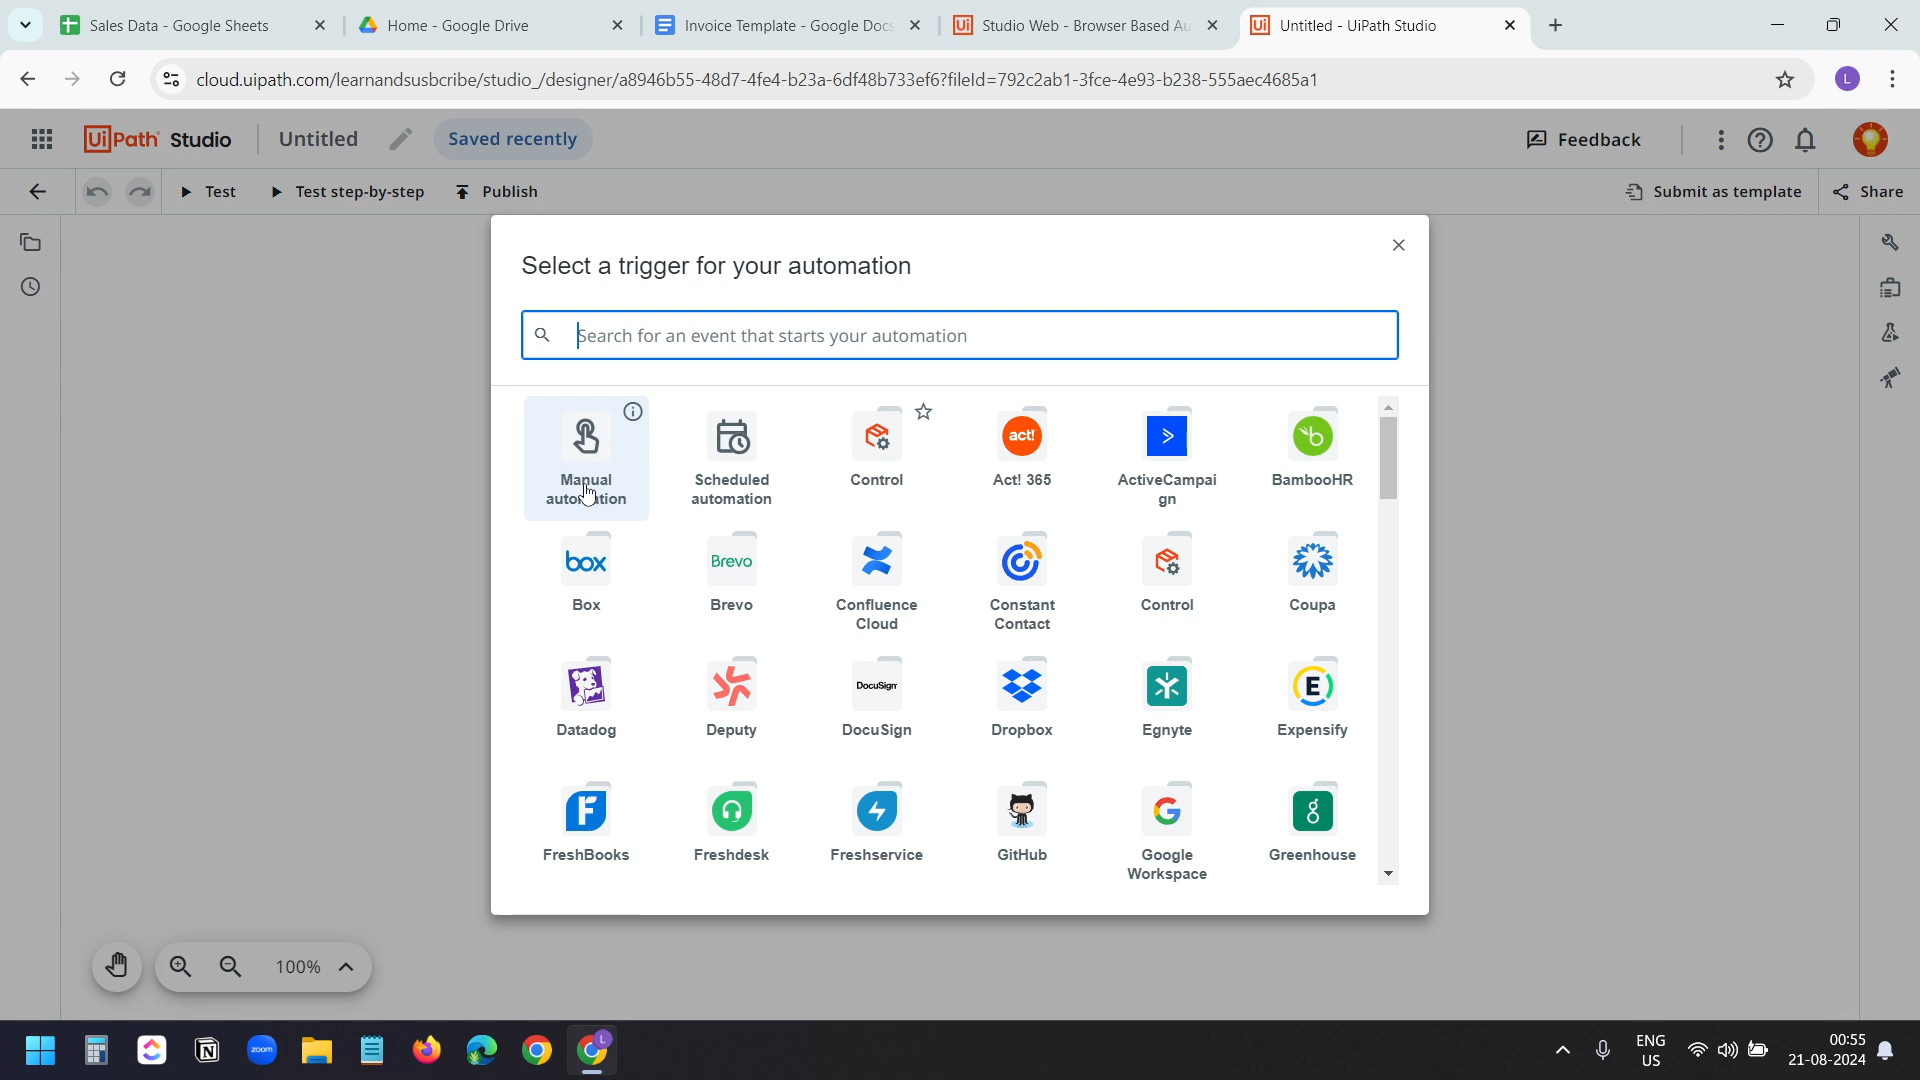 Sales Data - Google Sheets
Home - Google Drive
Invoice Template - Google Docs
Studio Web - Browser Based Au
Untitled - UiPath Studio
cloud.uipath.com/learnandsusbcribe/studio_/designer/a8946b55-48d7-4fe4-b23a-6df48b733ef6?fileId=792c2ab1-3fce-4e93-b238-555aec4685a1
L
UiPath Studio
Untitled
Saved recently
Feedback
Test
Test step-by-step
Publish
Submit as template
Share
Select a trigger for your automation
Search for an event that starts your automation
Manual
automation
Scheduled
automation
Control
act!
Act! 365
ActiveCampai
gn
BambooHR
box
Box
Brevo
Brevo
Confluence
Cloud
Constant
Contact
Control
Coupa
Datadog
Deputy
DocuSign
DocuSign
Dropbox
Egnyte
E
Expensify
F
FreshBooks
Freshdesk
Freshservice
GitHub
G
Google
Workspace
g
Greenhouse
100%
zoom
L
ENG
US
00:55
21-08-2024